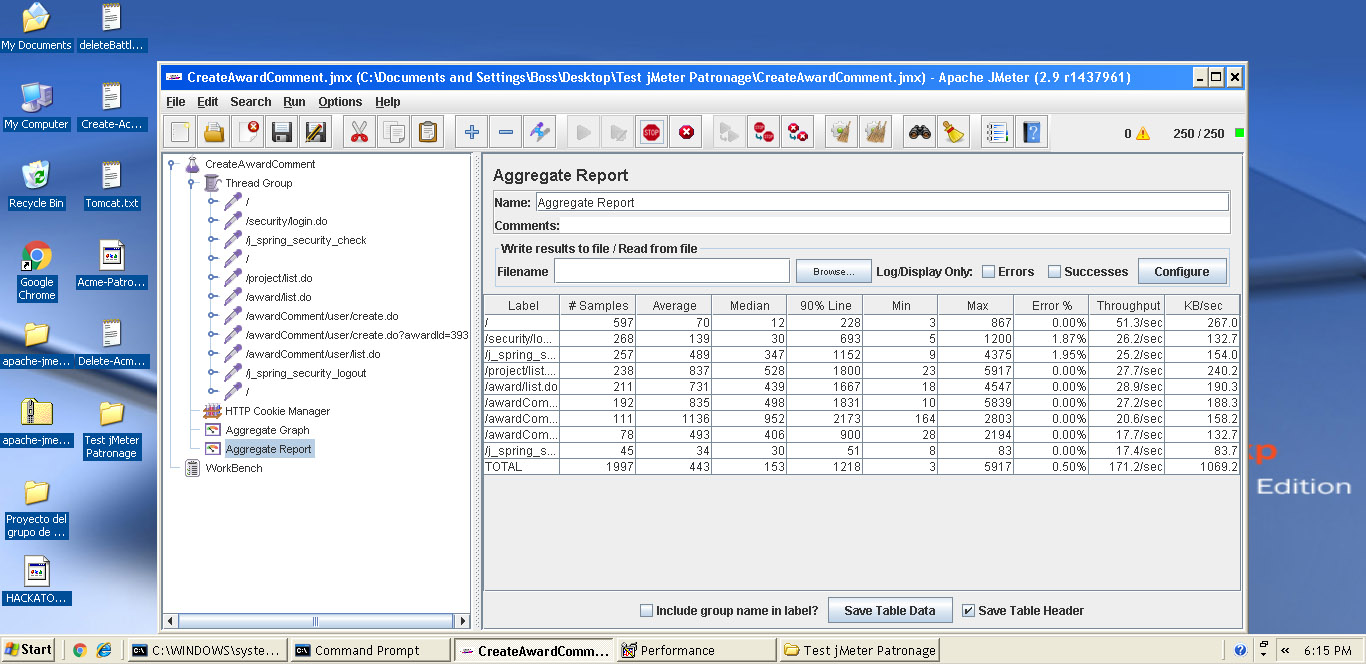 My Documents
deleteBattl...
My Computer
Create-Ac...
Recycle Bin
Tomcat.txt
Google
Chrome
Acme-Patro...
apache-jme...
Delete-Acm...
apache-jme...
Test jMeter
Patronage
Proyecto del
grupo de ...
HACKATO...
CreateAwardComment.jmx (C:\Documents and Settings\Boss\Desktop\Test jMeter Patronage\CreateAwardComment.jmx) - Apache JMeter (2.9 r1437961)
File Edit Search Run Options Help
STOP
0 250 / 250
CreateAwardComment
Thread Group
/
/security/login.do
/j_spring_security_check
/
/project/list.do
/award/list.do
/awardComment/user/create.do
/awardComment/user/create.do?awardId=393
/awardComment/user/list.do
/j_spring_security_logout
/
HTTP Cookie Manager
Aggregate Graph
Aggregate Report
WorkBench
Aggregate Report
Name: Aggregate Report
Comments:
Write results to file / Read from file
Filename Browse... Log/Display Only: Errors Successes Configure
Label # Samples Average Median 90% Line Min Max Error % Throughput KB/sec
/ 597 70 12 228 3 867 0.00% 51.3/sec 267.0
/security/lo... 268 139 30 693 5 1200 1.87% 26.2/sec 132.7
/j_spring_s... 257 489 347 1152 9 4375 1.95% 25.2/sec 154.0
/project/list.... 238 837 528 1800 23 5917 0.00% 27.7/sec 240.2
/award/list.do 211 731 439 1667 18 4547 0.00% 28.9/sec 190.3
/awardCom... 192 835 498 1831 10 5839 0.00% 27.2/sec 188.3
/awardCom... 111 1136 952 2173 164 2803 0.00% 20.6/sec 158.2
/awardCom... 78 493 406 900 28 2194 0.00% 17.7/sec 132.7
/j_spring_s... 45 34 30 51 8 83 0.00% 17.4/sec 83.7
TOTAL 1997 443 153 1218 3 5917 0.50% 171.2/sec 1069.2
Include group name in label? Save Table Data Save Table Header
xp
Edition
Start
C:\WINDOWS\syste...
Command Prompt
CreateAwardComm...
Performance
Test jMeter Patronage
6:15 PM